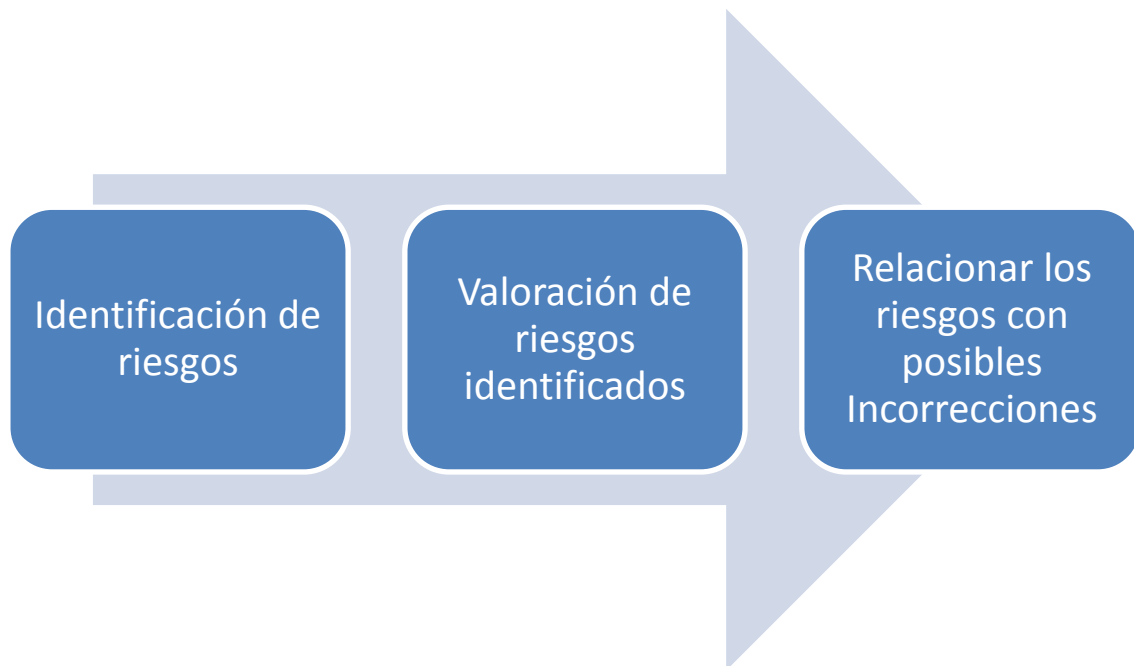 Identificación de
riesgos
Valoración de
riesgos
identificados
Relacionar los
riesgos con
posibles
Incorrecciones